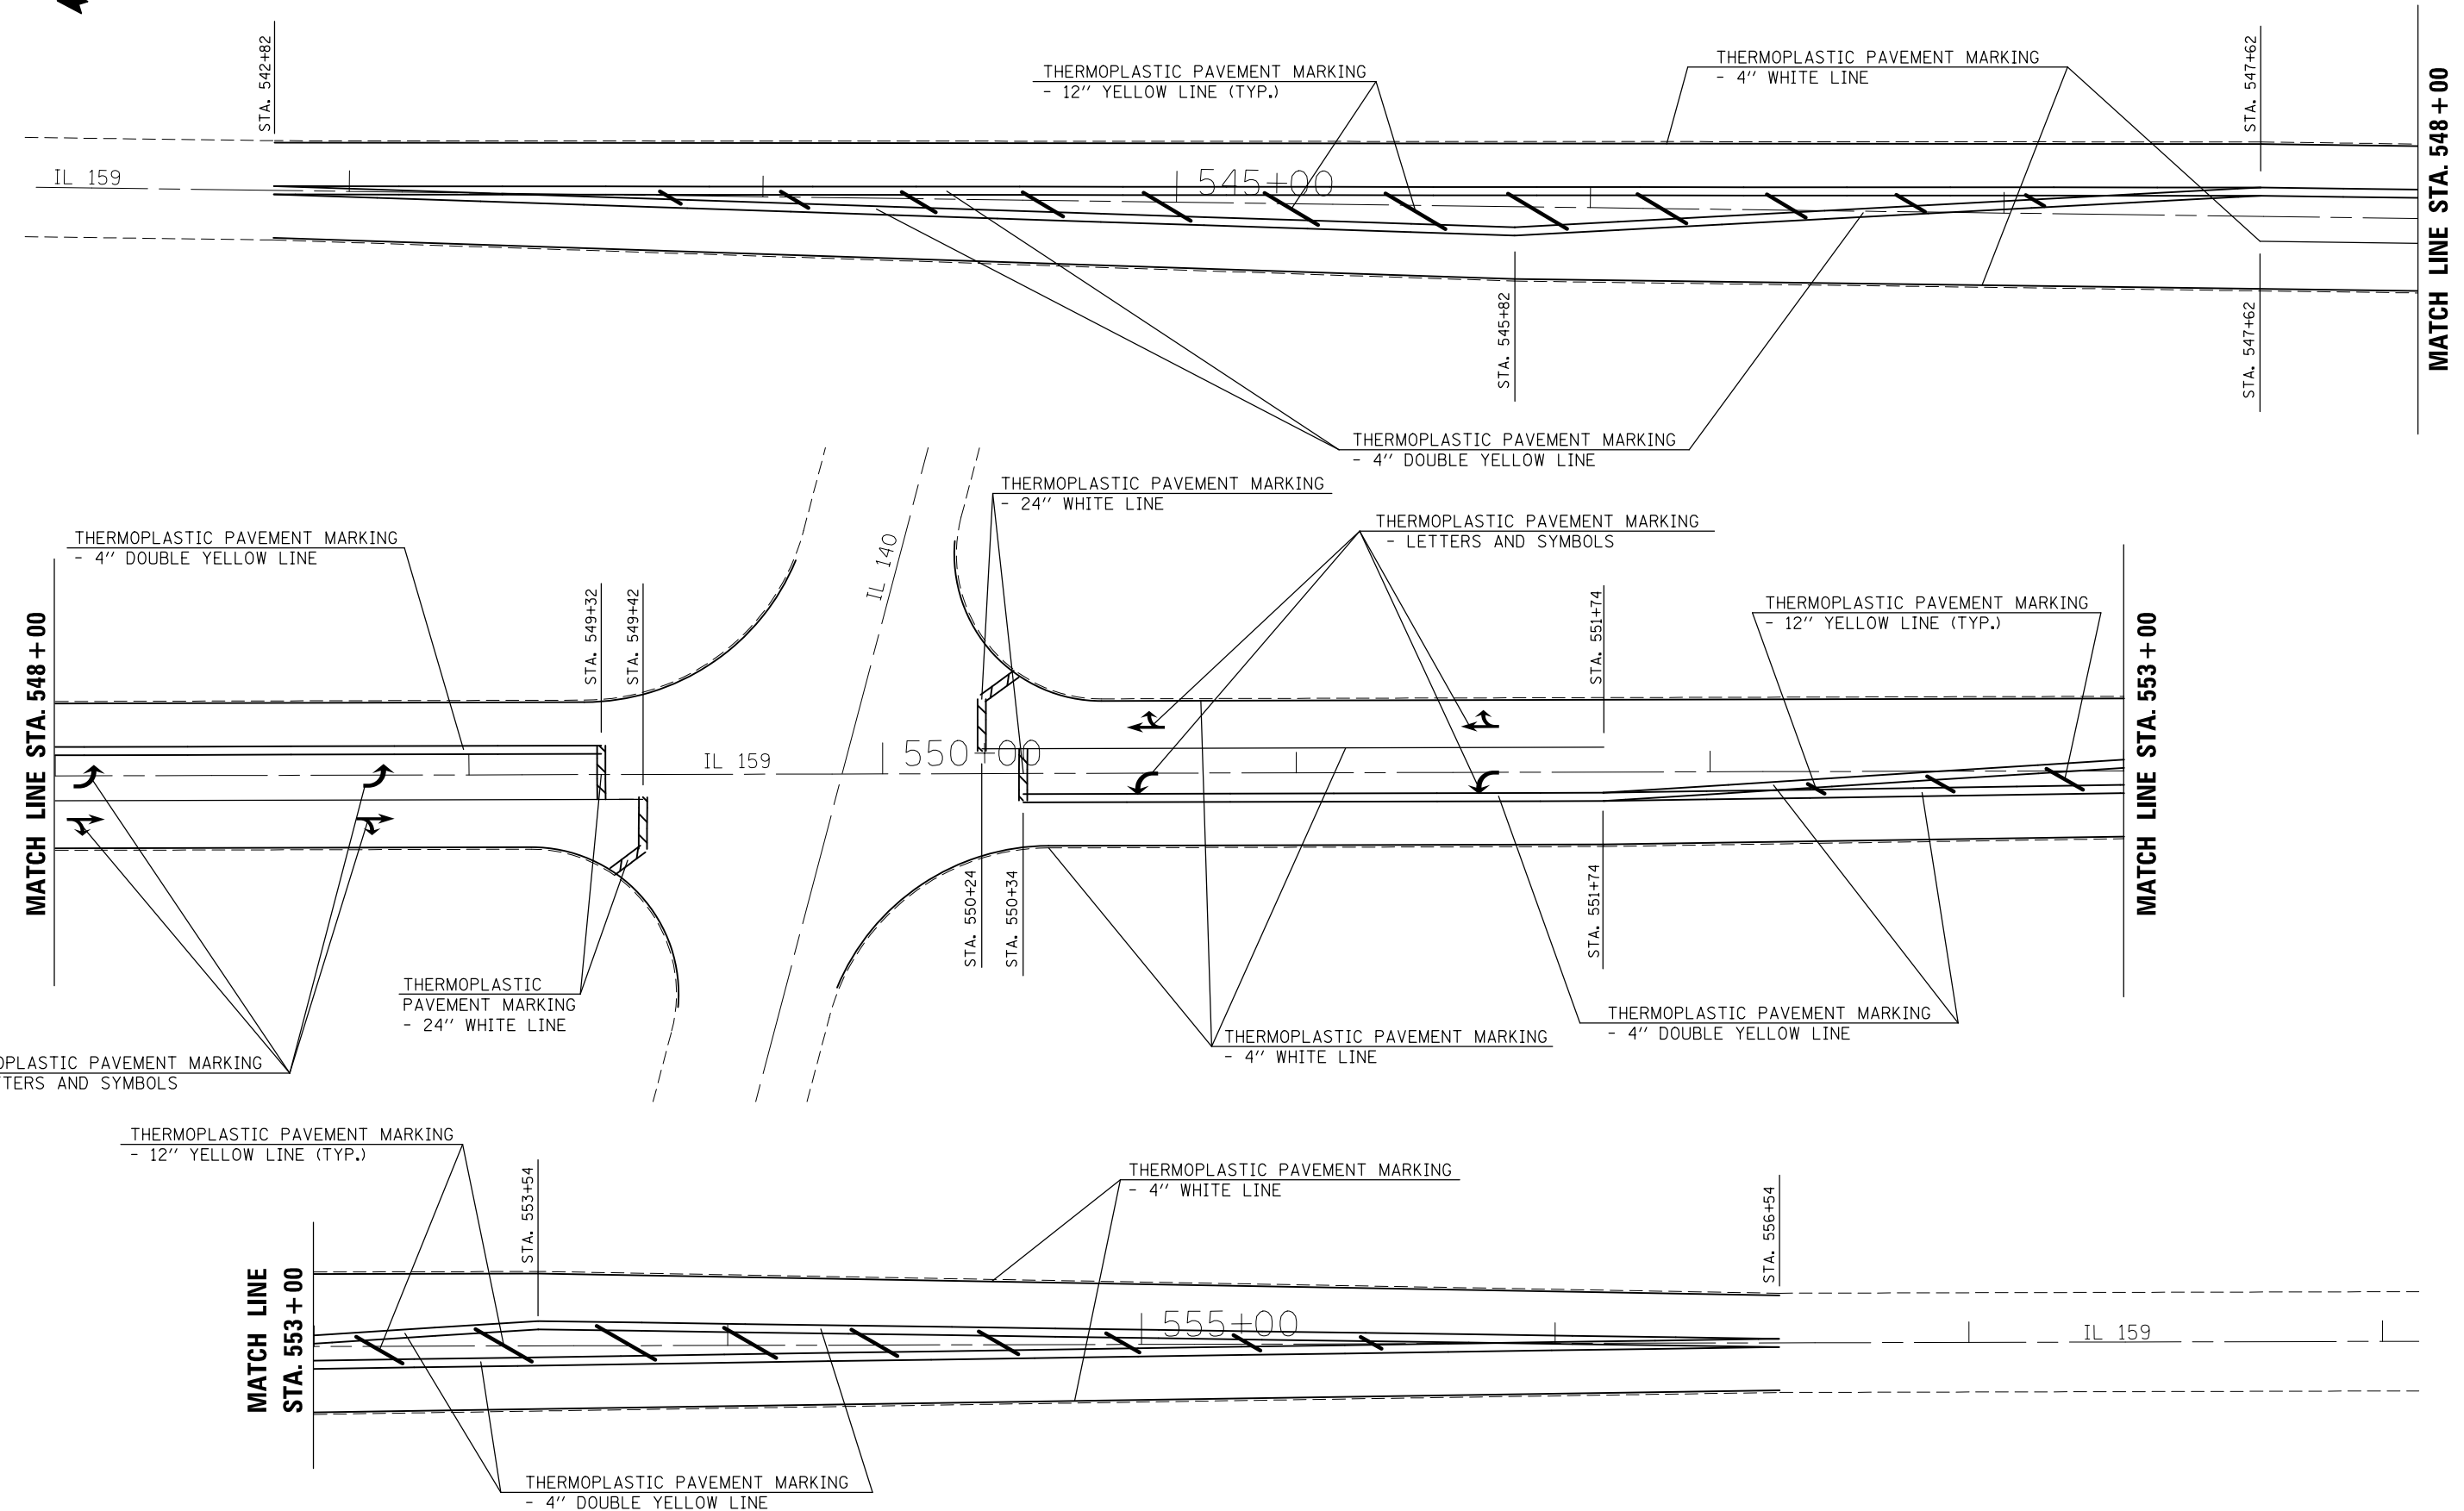 STA. 542+82
THERMOPLASTIC PAVEMENT MARKING
- 12" YELLOW LINE (TYP.)
THERMOPLASTIC PAVEMENT MARKING
- 4" WHITE LINE
STA. 547+62
MATCH LINE STA. 548+00
IL 159
545+00
STA. 545+82
STA. 547+62
THERMOPLASTIC PAVEMENT MARKING
- 4" DOUBLE YELLOW LINE
THERMOPLASTIC PAVEMENT MARKING
- 24" WHITE LINE
THERMOPLASTIC PAVEMENT MARKING
- LETTERS AND SYMBOLS
THERMOPLASTIC PAVEMENT MARKING
- 4" DOUBLE YELLOW LINE
IL 140
STA. 549+32
STA. 549+42
STA. 551+74
THERMOPLASTIC PAVEMENT MARKING
- 12" YELLOW LINE (TYP.)
MATCH LINE STA. 548+00
MATCH LINE STA. 553+00
IL 159
550+00
STA. 550+24
STA. 550+34
STA. 551+74
THERMOPLASTIC
PAVEMENT MARKING
- 24" WHITE LINE
THERMOPLASTIC PAVEMENT MARKING
- 4" DOUBLE YELLOW LINE
THERMOPLASTIC PAVEMENT MARKING
- 4" WHITE LINE
OPLASTIC PAVEMENT MARKING
TERS AND SYMBOLS
THERMOPLASTIC PAVEMENT MARKING
- 12" YELLOW LINE (TYP.)
STA. 553+54
THERMOPLASTIC PAVEMENT MARKING
- 4" WHITE LINE
STA. 556+54
MATCH LINE
STA. 553+00
555+00
IL 159
THERMOPLASTIC PAVEMENT MARKING
- 4" DOUBLE YELLOW LINE